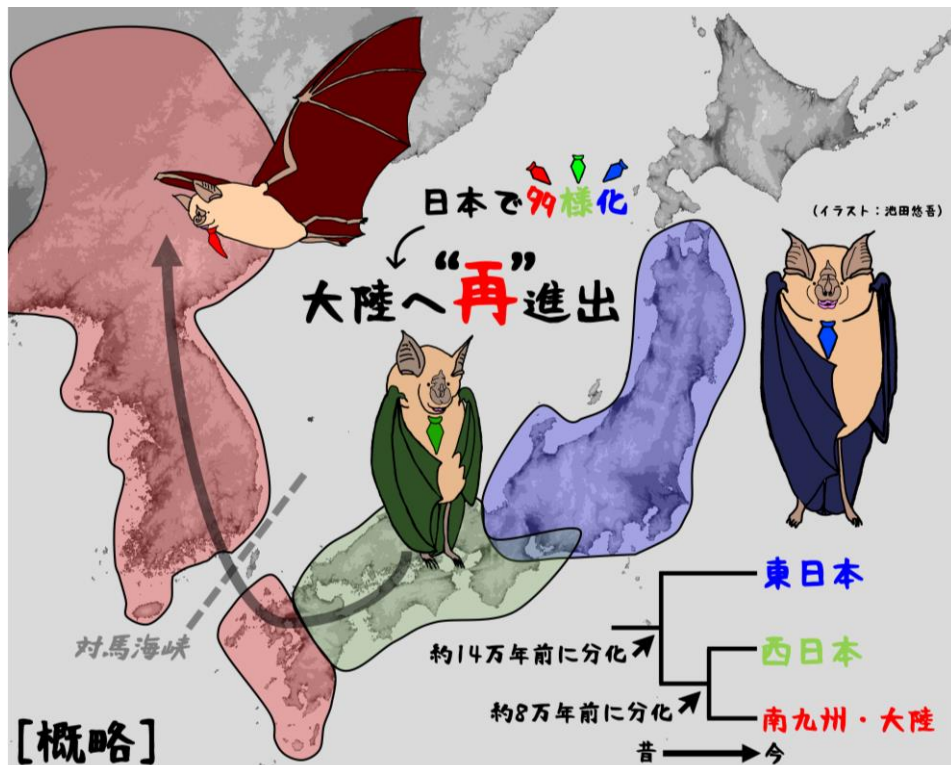 日本で多様化
(イラスト:池田悠吾)
大陸へ“再”進出
対馬海峡
東日本
約14万年前に分化
西日本
約8万年前に分化
南九州・大陸
昔
今
[概略]